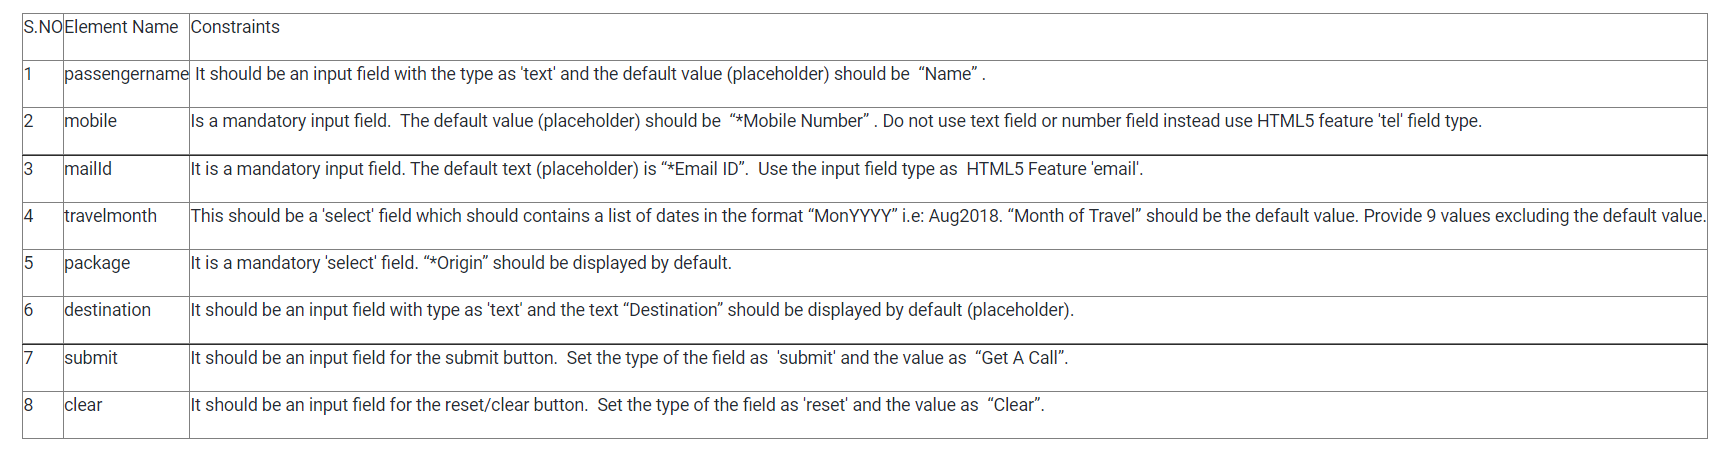 S.NO Element Name Constraints
1 passengername It should be an input field with the type as 'text' and the default value (placeholder) should be “Name” .
2 mobile Is a mandatory input field. The default value (placeholder) should be “*Mobile Number” . Do not use text field or number field instead use HTML5 feature 'tel' field type.
3 mailId It is a mandatory input field. The default text (placeholder) is “*Email ID”. Use the input field type as HTML5 Feature 'email'.
4 travelmonth This should be a 'select' field which should contains a list of dates in the format “MonYYYY” i.e: Aug2018. “Month of Travel” should be the default value. Provide 9 values excluding the default value.
5 package It is a mandatory 'select' field. “*Origin” should be displayed by default.
6 destination It should be an input field with type as 'text' and the text “Destination” should be displayed by default (placeholder).
7 submit It should be an input field for the submit button. Set the type of the field as 'submit' and the value as “Get A Call”.
8 clear It should be an input field for the reset/clear button. Set the type of the field as 'reset' and the value as “Clear”.